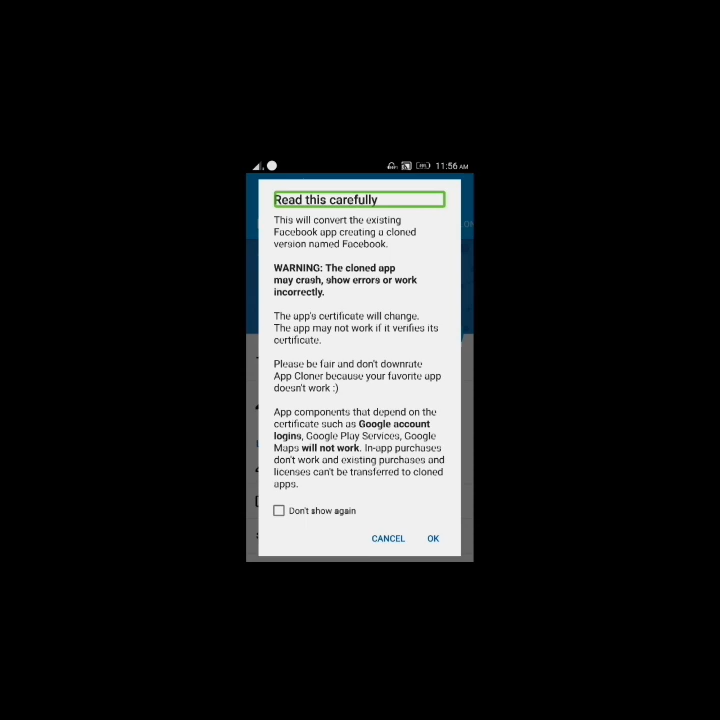 11:56 AM
Read this carefully
This will convert the existing
Facebook app creating a cloned
version named Facebook.
WARNING: The cloned app
may crash, show errors or work
incorrectly.
The app's certificate will change.
The app may not work if it verifies its
certificate.
Please be fair and don't downrate
App Cloner because your favorite app
doesn't work :)
App components that depend on the
certificate such as Google account
logins, Google Play Services, Google
Maps will not work. In-app purchases
don't work and existing purchases and
licenses can't be transferred to cloned
apps.
Don't show again
CANCEL OK